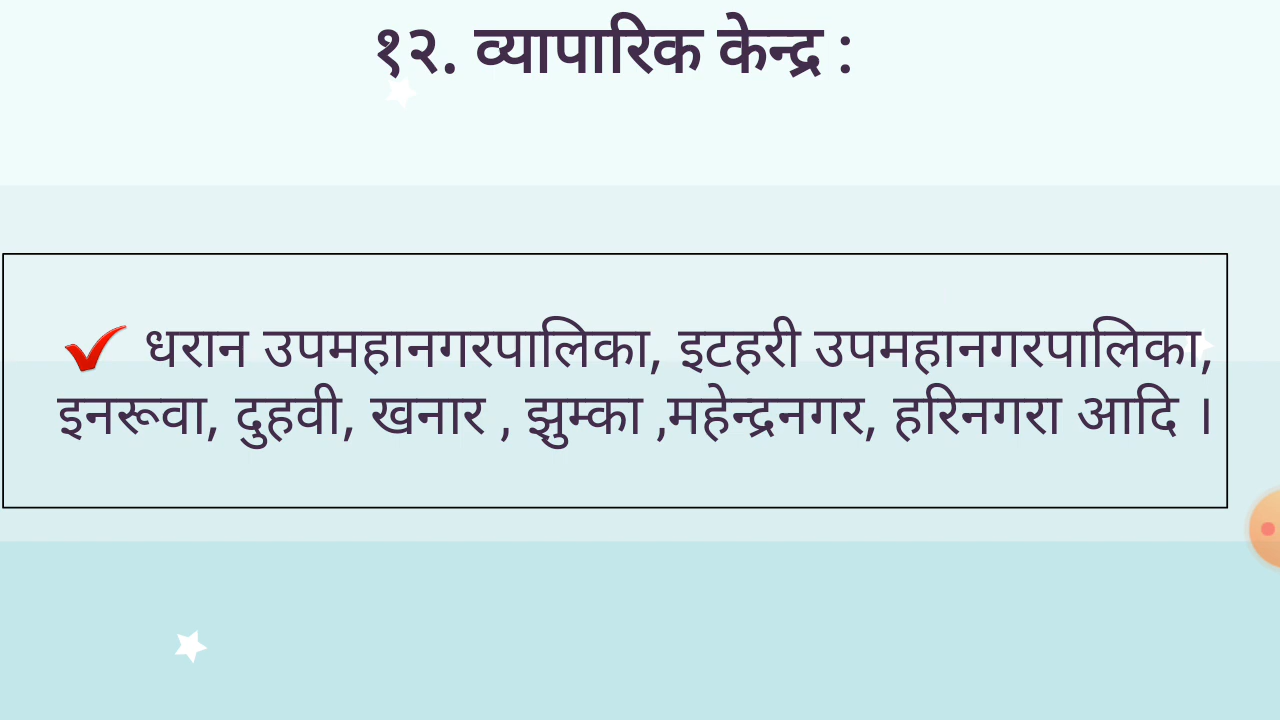 १२. व्यापारिक केन्द्र :
धरान उपमहानगरपालिका, इटहरी उपमहानगरपालिका,
इनरूवा, दुहवी, खनार , झुम्का ,महेन्द्रनगर, हरिनगरा आदि ।